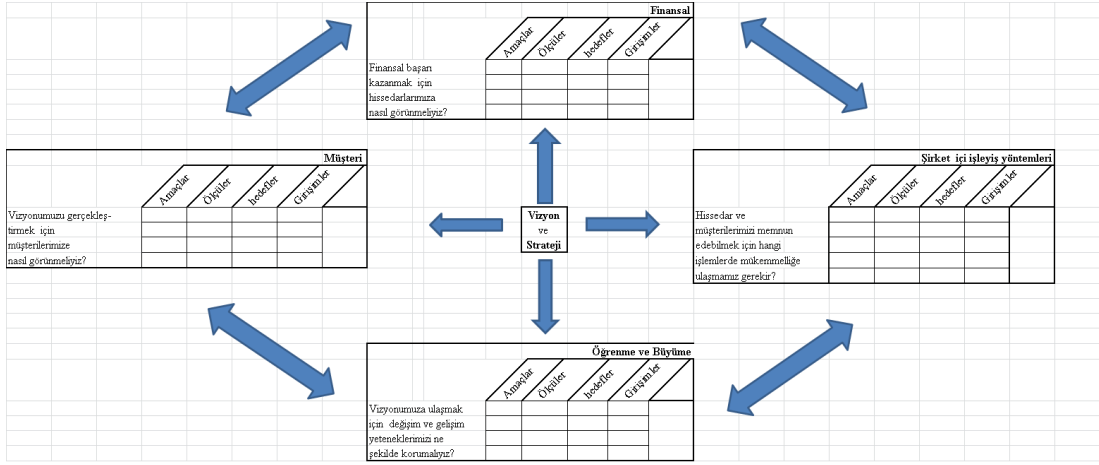 Finansal
Amaçlar
Ölçüler
hedefler
Girişimler
Finansal başarı
kazanmak için
hissedarlarımıza
nasıl görünmeliyiz?
Müşteri
Amaçlar
Ölçüler
hedefler
Girişimler
Vizyonumuzu gerçekleş-
tirmek için
müşterilerimize
nasıl görünmeliyiz?
Vizyon
ve
Strateji
Şirket içi işleyiş yöntemleri
Amaçlar
Ölçüler
hedefler
Girişimler
Hissedar ve
müşterilerimizi memnun
edebilmek için hangi
işlemlerde mükemmelliğe
ulaşmamız gerekir?
Öğrenme ve Büyüme
Amaçlar
Ölçüler
hedefler
Girişimler
Vizyonumuza ulaşmak
için değişim ve gelişim
yeteneklerimizi ne
şekilde korumalıyız?